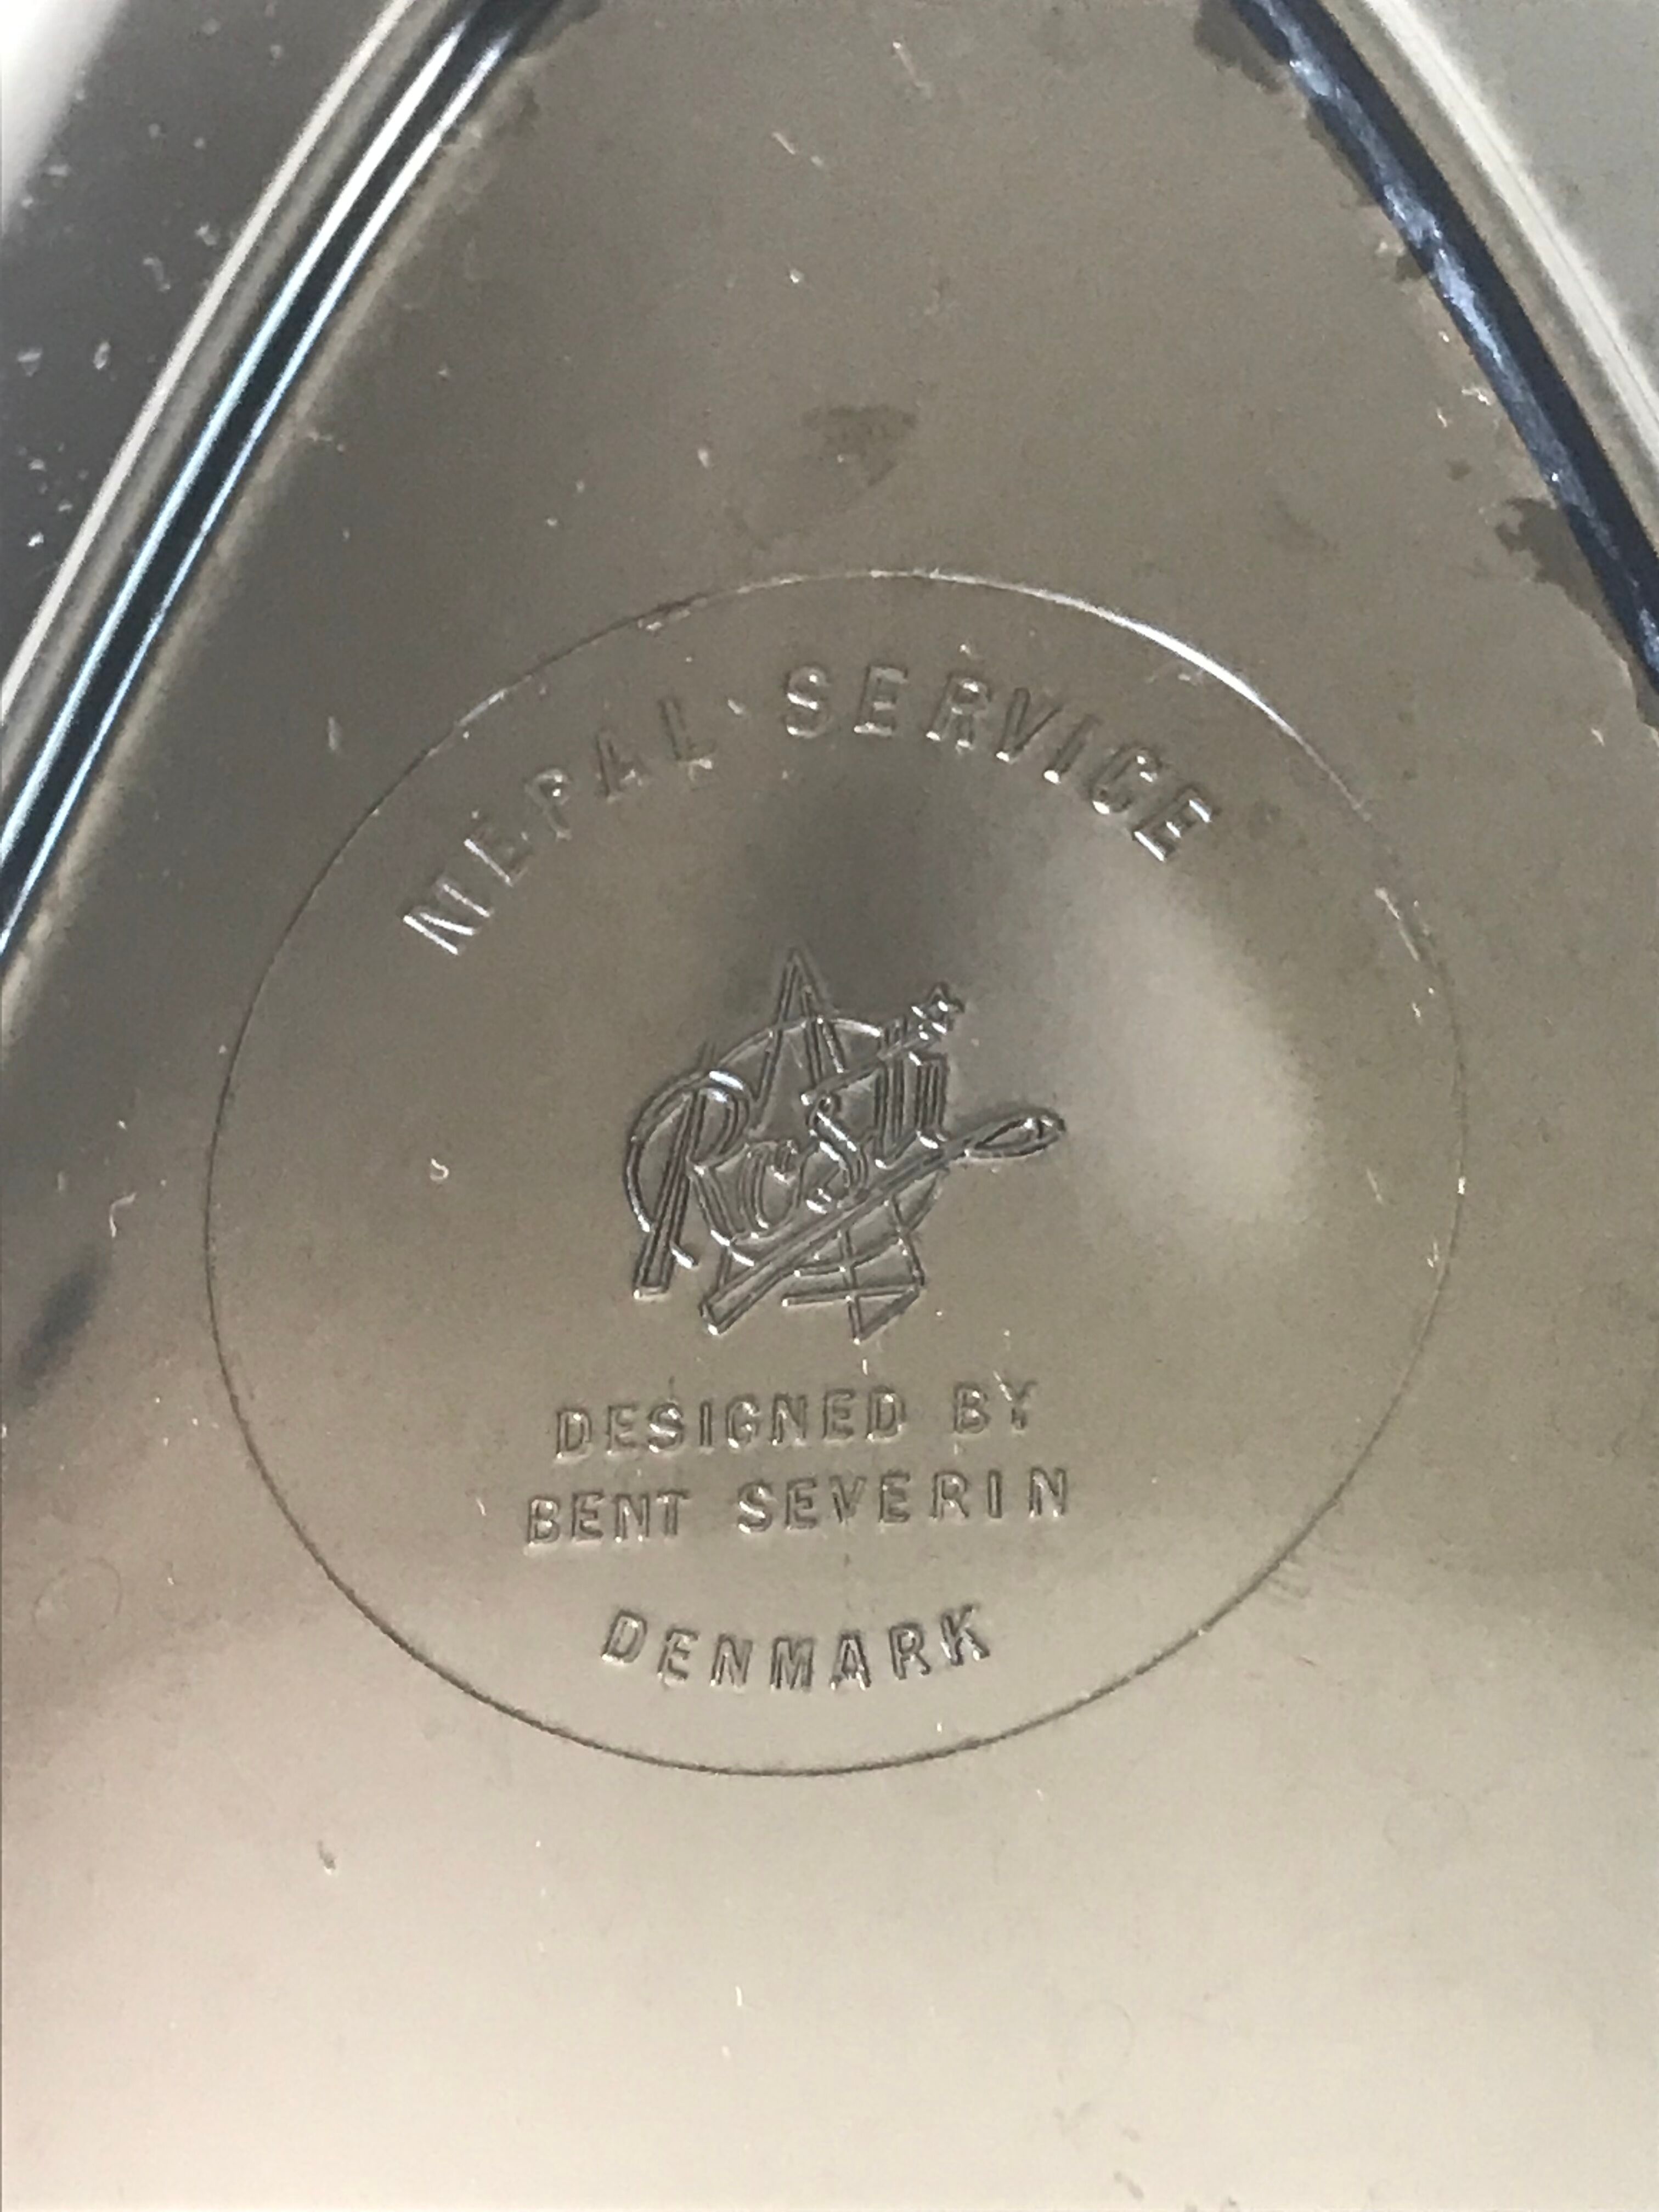 NEPAL SERVICE
Rosti
DESIGNED BY
BENT SEVERIN
DENMARK